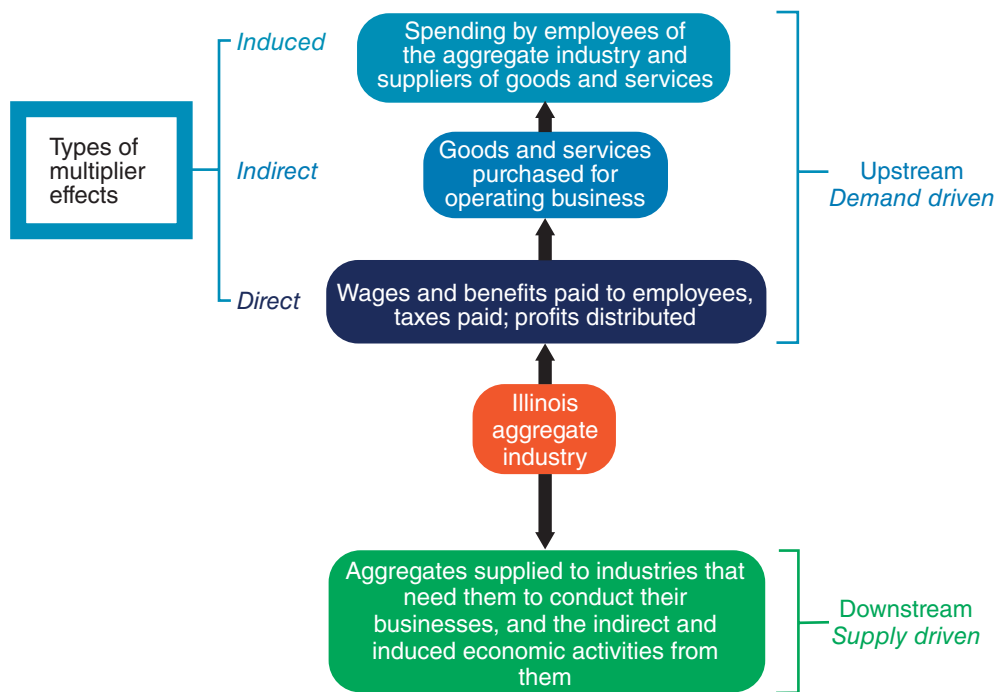 Induced
Spending by employees of
the aggregate industry and
suppliers of goods and services
Types of
multiplier
effects
Indirect
Goods and services
purchased for
operating business
Upstream
Demand driven
Direct
Wages and benefits paid to employees,
taxes paid; profits distributed
Illinois
aggregate
industry
Aggregates supplied to industries that
need them to conduct their
businesses, and the indirect and
induced economic activities from
them
Downstream
Supply driven